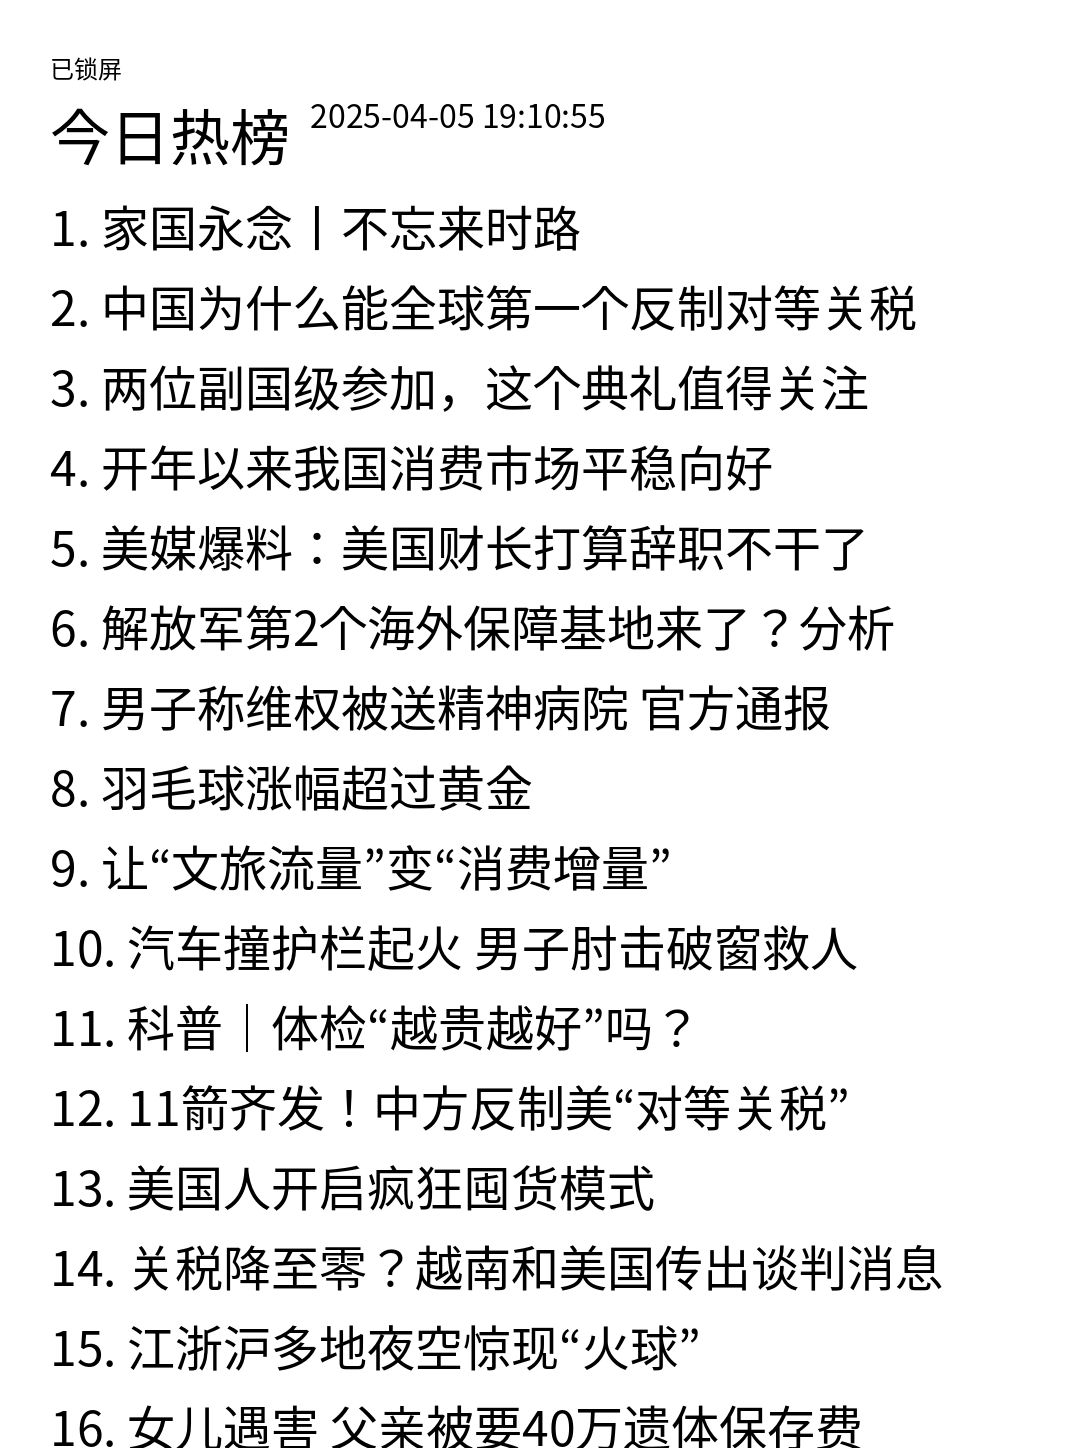 已锁屏
今日热榜 2025-04-05 19:10:55
1. 家国永念丨不忘来时路
2. 中国为什么能全球第一个反制对等关税
3. 两位副国级参加，这个典礼值得关注
4. 开年以来我国消费市场平稳向好
5. 美媒爆料：美国财长打算辞职不干了
6. 解放军第2个海外保障基地来了？分析
7. 男子称维权被送精神病院 官方通报
8. 羽毛球涨幅超过黄金
9. 让“文旅流量”变“消费增量”
10. 汽车撞护栏起火 男子肘击破窗救人
11. 科普｜体检“越贵越好”吗？
12. 11箭齐发！中方反制美“对等关税”
13. 美国人开启疯狂囤货模式
14. 关税降至零？越南和美国传出谈判消息
15. 江浙沪多地夜空惊现“火球”
16. 女儿遇害 父亲被要40万遗体保存费